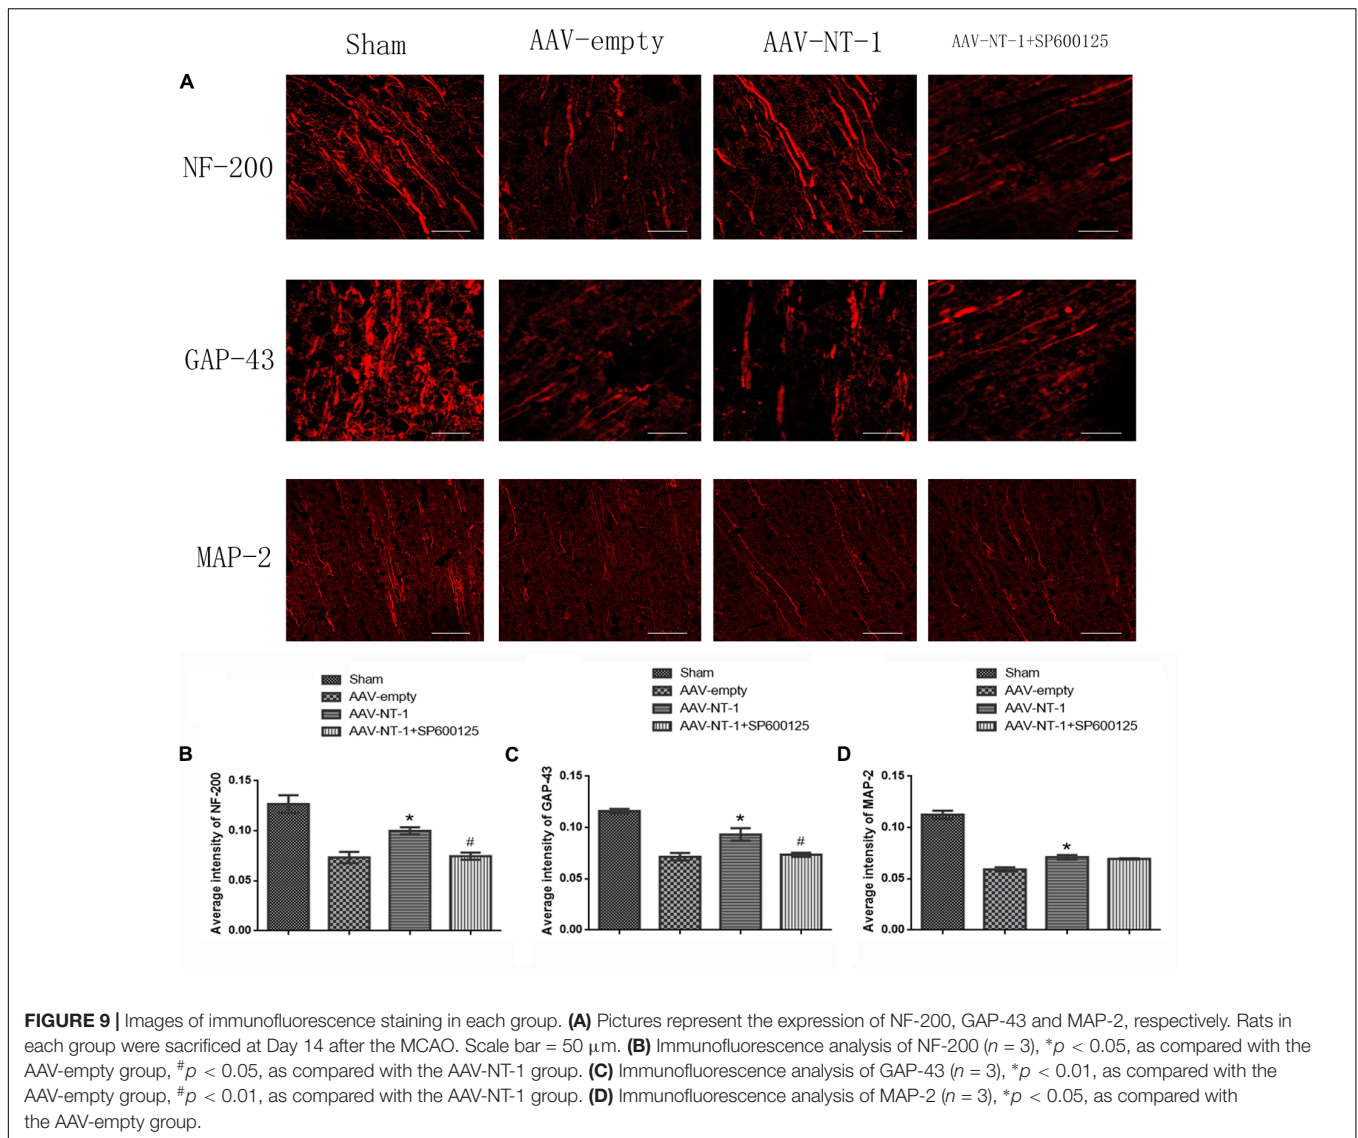 Sham AAV-empty AAV-NT-1 AAV-NT-1+SP600125
A
NF-200
GAP-43
MAP-2
Sham
AAV-empty
AAV-NT-1
AAV-NT-1+SP600125
Sham
AAV-empty
AAV-NT-1
AAV-NT-1+SP600125
Sham
AAV-empty
AAV-NT-1
AAV-NT-1+SP600125
B
Average intensity of NF-200
0.15
0.10
0.05
0.00
*
#
C
Average intensity of GAP-43
0.15
0.10
0.05
0.00
*
#
D
Average intensity of MAP-2
0.15
0.10
0.05
0.00
*
FIGURE 9 | Images of immunofluorescence staining in each group. (A) Pictures represent the expression of NF-200, GAP-43 and MAP-2, respectively. Rats in
each group were sacrificed at Day 14 after the MCAO. Scale bar = 50 μm. (B) Immunofluorescence analysis of NF-200 (n = 3), *p < 0.05, as compared with the
AAV-empty group, #p < 0.05, as compared with the AAV-NT-1 group. (C) Immunofluorescence analysis of GAP-43 (n = 3), *p < 0.01, as compared with the
AAV-empty group, #p < 0.01, as compared with the AAV-NT-1 group. (D) Immunofluorescence analysis of MAP-2 (n = 3), *p < 0.05, as compared with
the AAV-empty group.